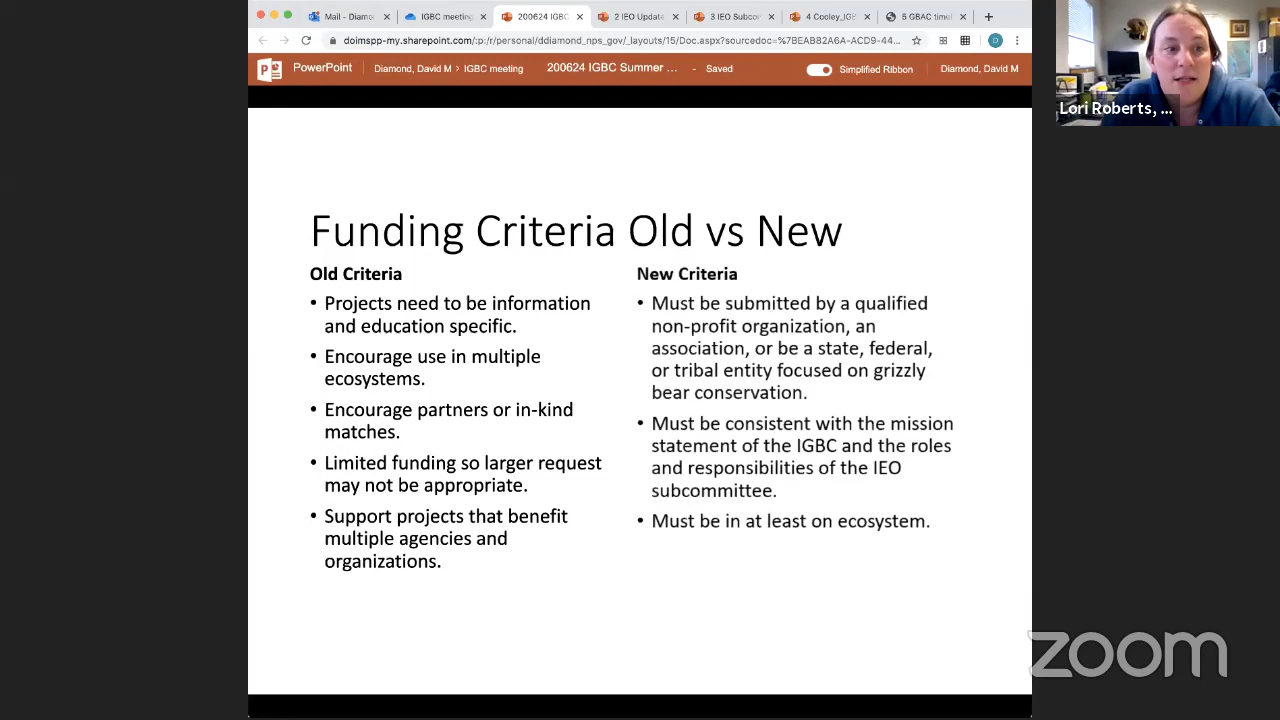 Mail - Diamo
IGBC meeting
200624 IGBC
2 IEO Update
3 IEO Subcon
4 Cooley_IGB
5 GBAC timel
doimspp-my.sharepoint.com/:p:/r/personal/ddiamond_nps_gov/_layouts/15/Doc.aspx?sourcedoc=%7BEAB82A6A-ACD9-44...
D
PowerPoint
Diamond, David M > IGBC meeting
200624 IGBC Summer ...
- Saved
Simplified Ribbon
Diamond, David M
Lori Roberts, ...
Funding Criteria Old vs New
Old Criteria
• Projects need to be information
and education specific.
• Encourage use in multiple
ecosystems.
• Encourage partners or in-kind
matches.
• Limited funding so larger request
may not be appropriate.
• Support projects that benefit
multiple agencies and
organizations.
New Criteria
• Must be submitted by a qualified
non-profit organization, an
association, or be a state, federal,
or tribal entity focused on grizzly
bear conservation.
• Must be consistent with the mission
statement of the IGBC and the roles
and responsibilities of the IEO
subcommittee.
• Must be in at least on ecosystem.
zoom